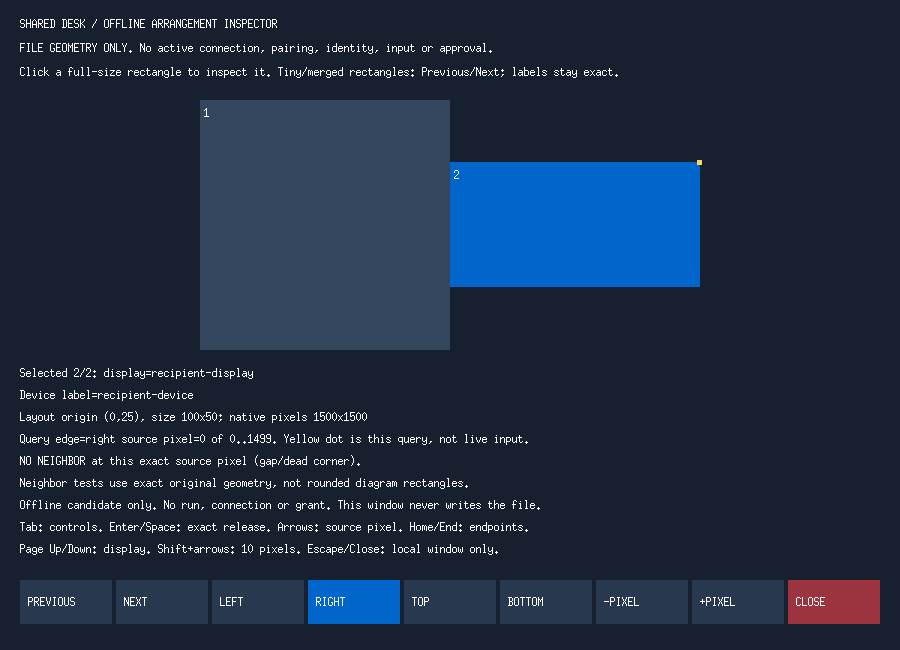 SHARED DESK / OFFLINE ARRANGEMENT INSPECTOR
FILE GEOMETRY ONLY. No active connection, pairing, identity, input or approval.
Click a full-size rectangle to inspect it. Tiny/merged rectangles: Previous/Next; labels stay exact.
1
2
Selected 2/2: display=recipient-display
Device label=recipient-device
Layout origin (0,25), size 100x50; native pixels 1500x1500
Query edge=right source pixel=0 of 0..1499. Yellow dot is this query, not live input.
NO NEIGHBOR at this exact source pixel (gap/dead corner).
Neighbor tests use exact original geometry, not rounded diagram rectangles.
Offline candidate only. No run, connection or grant. This window never writes the file.
Tab: controls. Enter/Space: exact release. Arrows: source pixel. Home/End: endpoints.
Page Up/Down: display. Shift+arrows: 10 pixels. Escape/Close: local window only.
PREVIOUS NEXT LEFT RIGHT TOP BOTTOM -PIXEL +PIXEL CLOSE